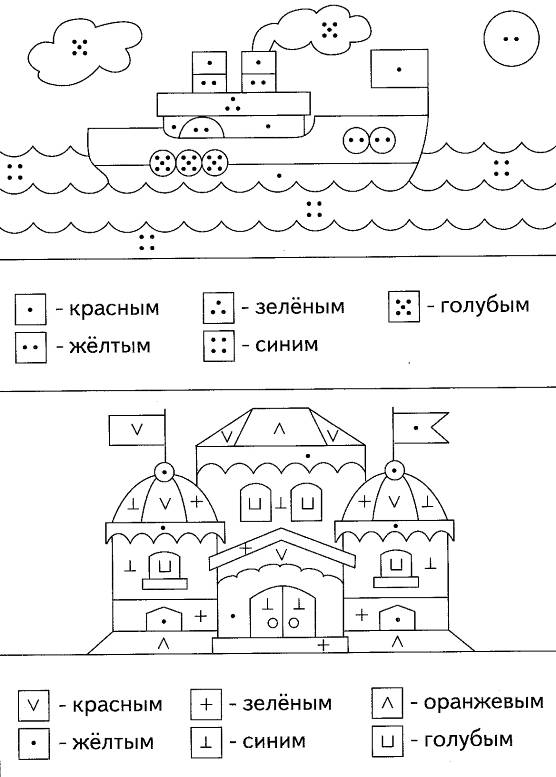 - красным
- зелёным
- голубым
- жёлтым
- синим
- красным
- зелёным
- оранжевым
- жёлтым
- синим
- голубым